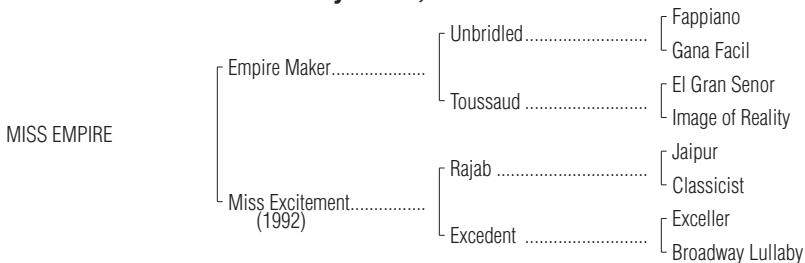 Fappiano
Unbridled........................
Gana Facil
Empire Maker...................
El Gran Senor
Toussaud ........................
Image of Reality
MISS EMPIRE
Jaipur
Rajab .............................
Classicist
Miss Excitement...............
(1992)
Exceller
Excedent ........................
Broadway Lullaby